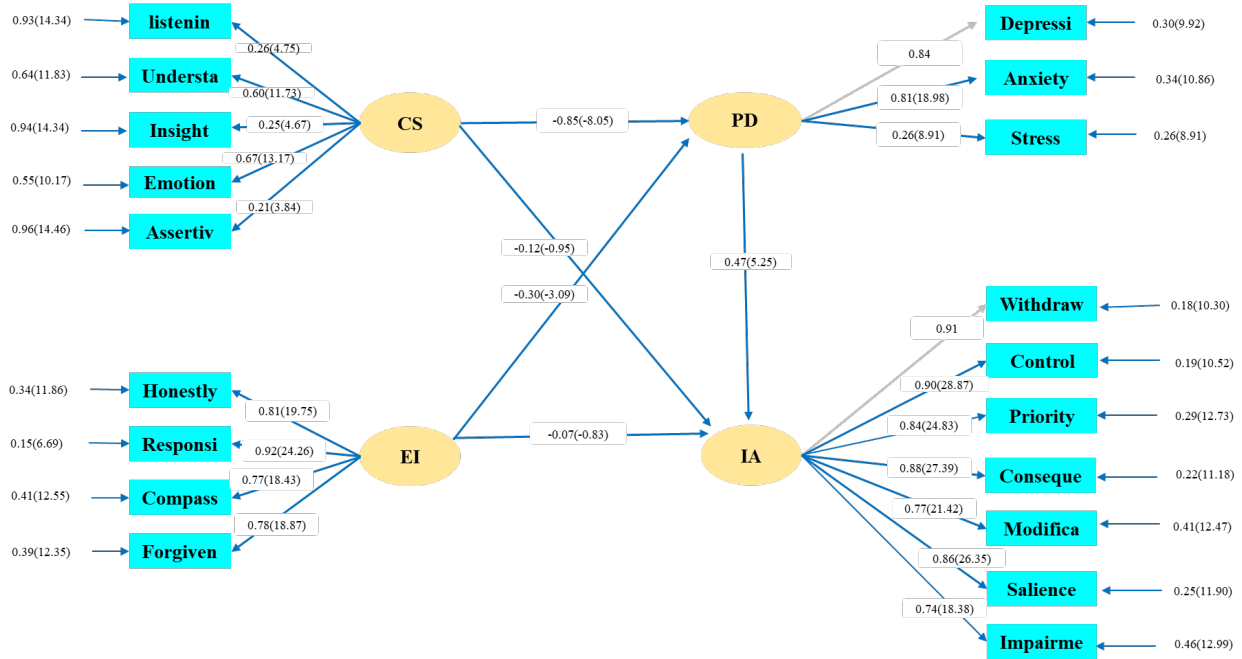 0.93(14.34)
listenin
0.26(4.75)
0.64(11.83)
Understa
0.60(11.73)
0.94(14.34)
Insight
0.25(4.67)
0.67(13.17)
0.55(10.17)
Emotion
0.21(3.84)
0.96(14.46)
Assertiv
CS
-0.85(-8.05)
PD
0.84
Depressi
0.30(9.92)
0.81(18.98)
Anxiety
0.34(10.86)
0.26(8.91)
Stress
0.26(8.91)
-0.12(-0.95)
-0.30(-3.09)
0.47(5.25)
0.34(11.86)
Honestly
0.81(19.75)
0.15(6.69)
Responsi
0.92(24.26)
0.41(12.55)
Compass
0.77(18.43)
0.39(12.35)
Forgiven
0.78(18.87)
EI
-0.07(-0.83)
IA
0.91
Withdraw
0.18(10.30)
0.90(28.87)
Control
0.19(10.52)
0.84(24.83)
Priority
0.29(12.73)
0.88(27.39)
Conseque
0.22(11.18)
0.77(21.42)
Modifica
0.41(12.47)
0.86(26.35)
Salience
0.25(11.90)
0.74(18.38)
Impairme
0.46(12.99)